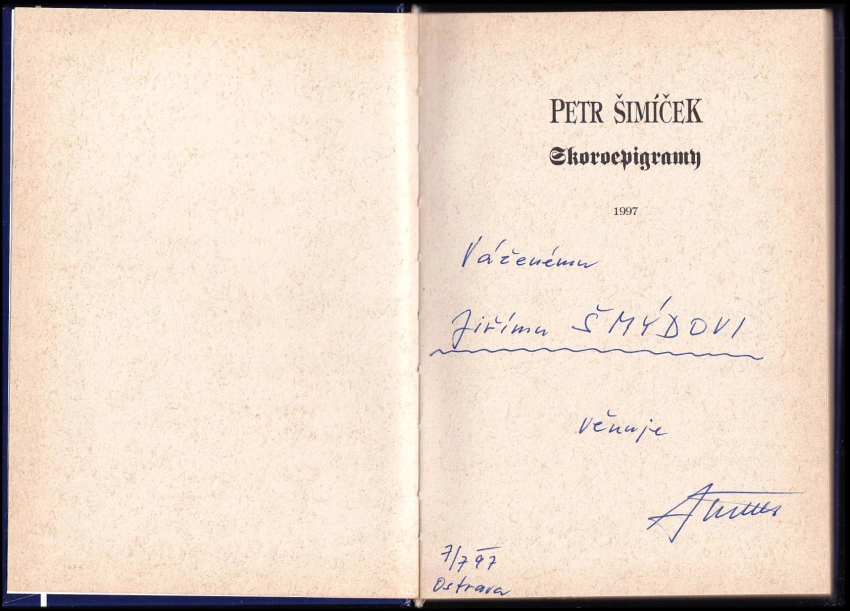 PETR ŠIMÍČEK
Skoroepigramy
1997
Váženému
Jiřímu ŠMÝDOVI
věnuje
7/7 97
Ostrava